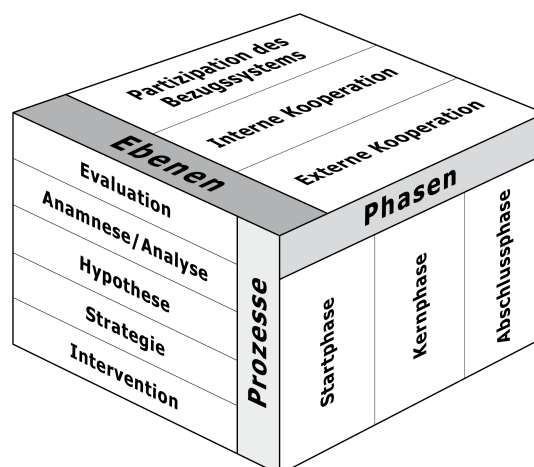 Partizipation des
Bezugssystems
Interne Kooperation
Externe Kooperation
Ebenen
Phasen
Evaluation
Anamnese/Analyse
Hypothese
Strategie
Intervention
Prozesse
Startphase
Kernphase
Abschlussphase